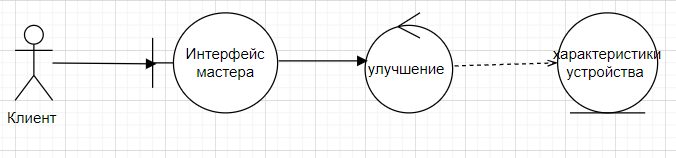 Клиент
Интерфейс
мастера
улучшение
характеристики
устройства